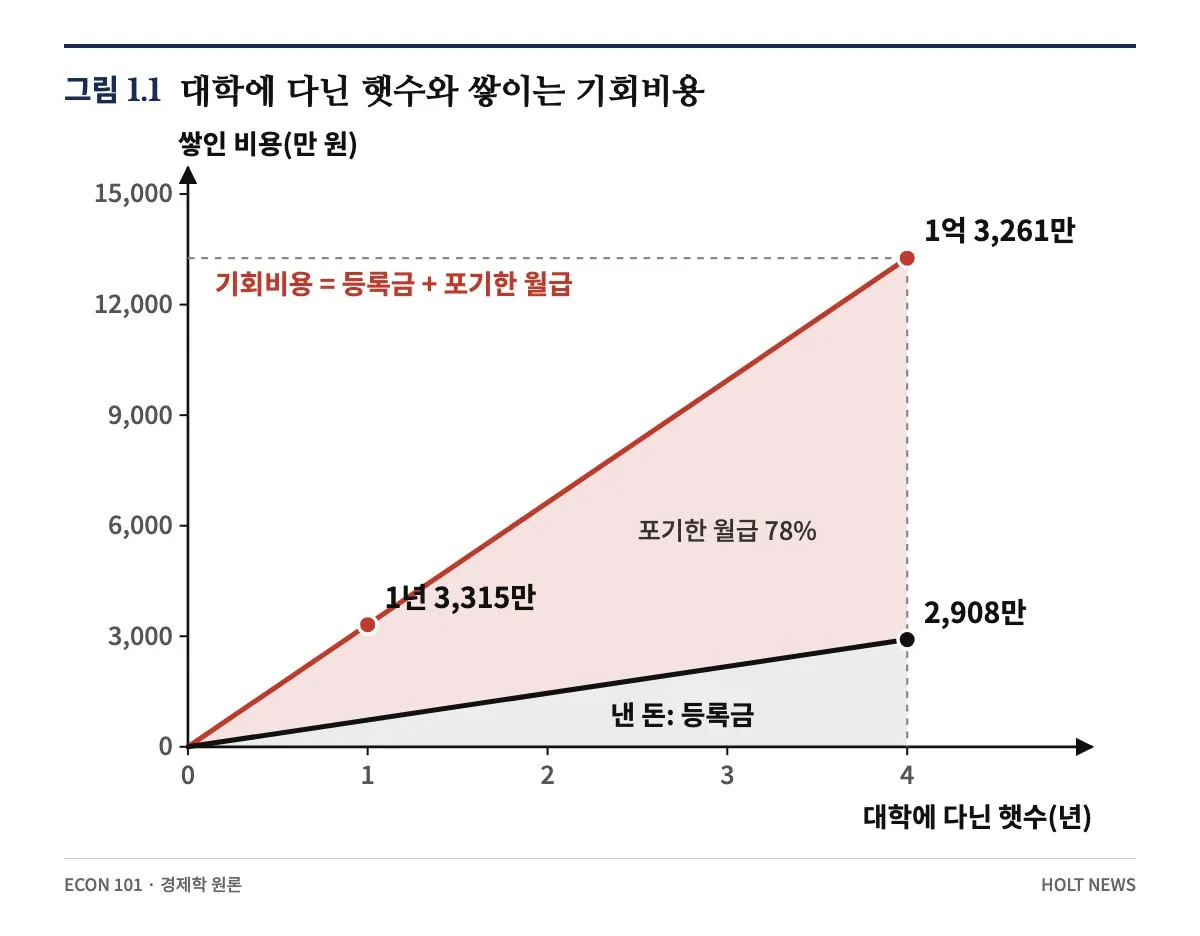 그림 1.1 대학에 다닌 햇수와 쌓이는 기회비용
쌓인 비용(만 원)
15,000
1억 3,261만
기회비용 = 등록금 + 포기한 월급
12,000
9,000
6,000
포기한 월급 78%
1년 3,315만
3,000
2,908만
낸 돈: 등록금
0
0 1 2 3 4
대학에 다닌 햇수(년)
ECON 101 · 경제학 원론
HOLT NEWS